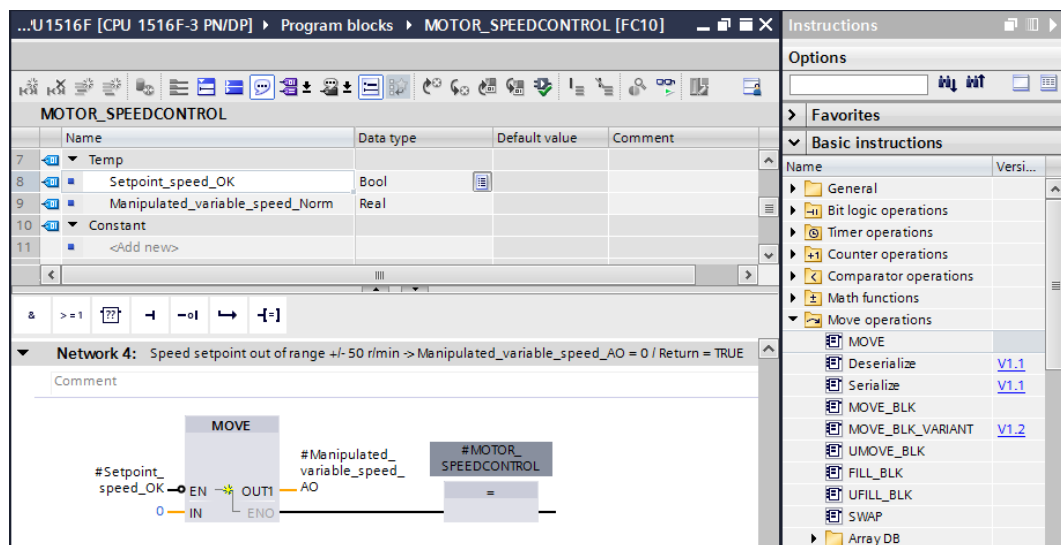 ...'U1516F [CPU 1516F-3 PN/DP] Program blocks MOTOR_SPEEDCONTROL [FC10]
MOTOR_SPEEDCONTROL
Name Data type Default value Comment
7 Temp
8 Setpoint_speed_OK Bool
9 Manipulated_variable_speed_Norm Real
10 Constant
11 <Add new>
& >=1 ?? -o| [=]
Network 4: Speed setpoint out of range +/- 50 r/min -> Manipulated_variable_speed_AO = 0 / Return = TRUE
Comment
MOVE
#Setpoint_
speed_OK EN OUT1
0 IN ENO
#Manipulated_
variable_speed_
AO
#MOTOR_
SPEEDCONTROL
=
Instructions
Options
Favorites
Basic instructions
Name Versi...
General
Bit logic operations
Timer operations
Counter operations
Comparator operations
Math functions
Move operations
MOVE
Deserialize V1.1
Serialize V1.1
MOVE_BLK
MOVE_BLK_VARIANT V1.2
UMOVE_BLK
FILL_BLK
UFILL_BLK
SWAP
Array DB